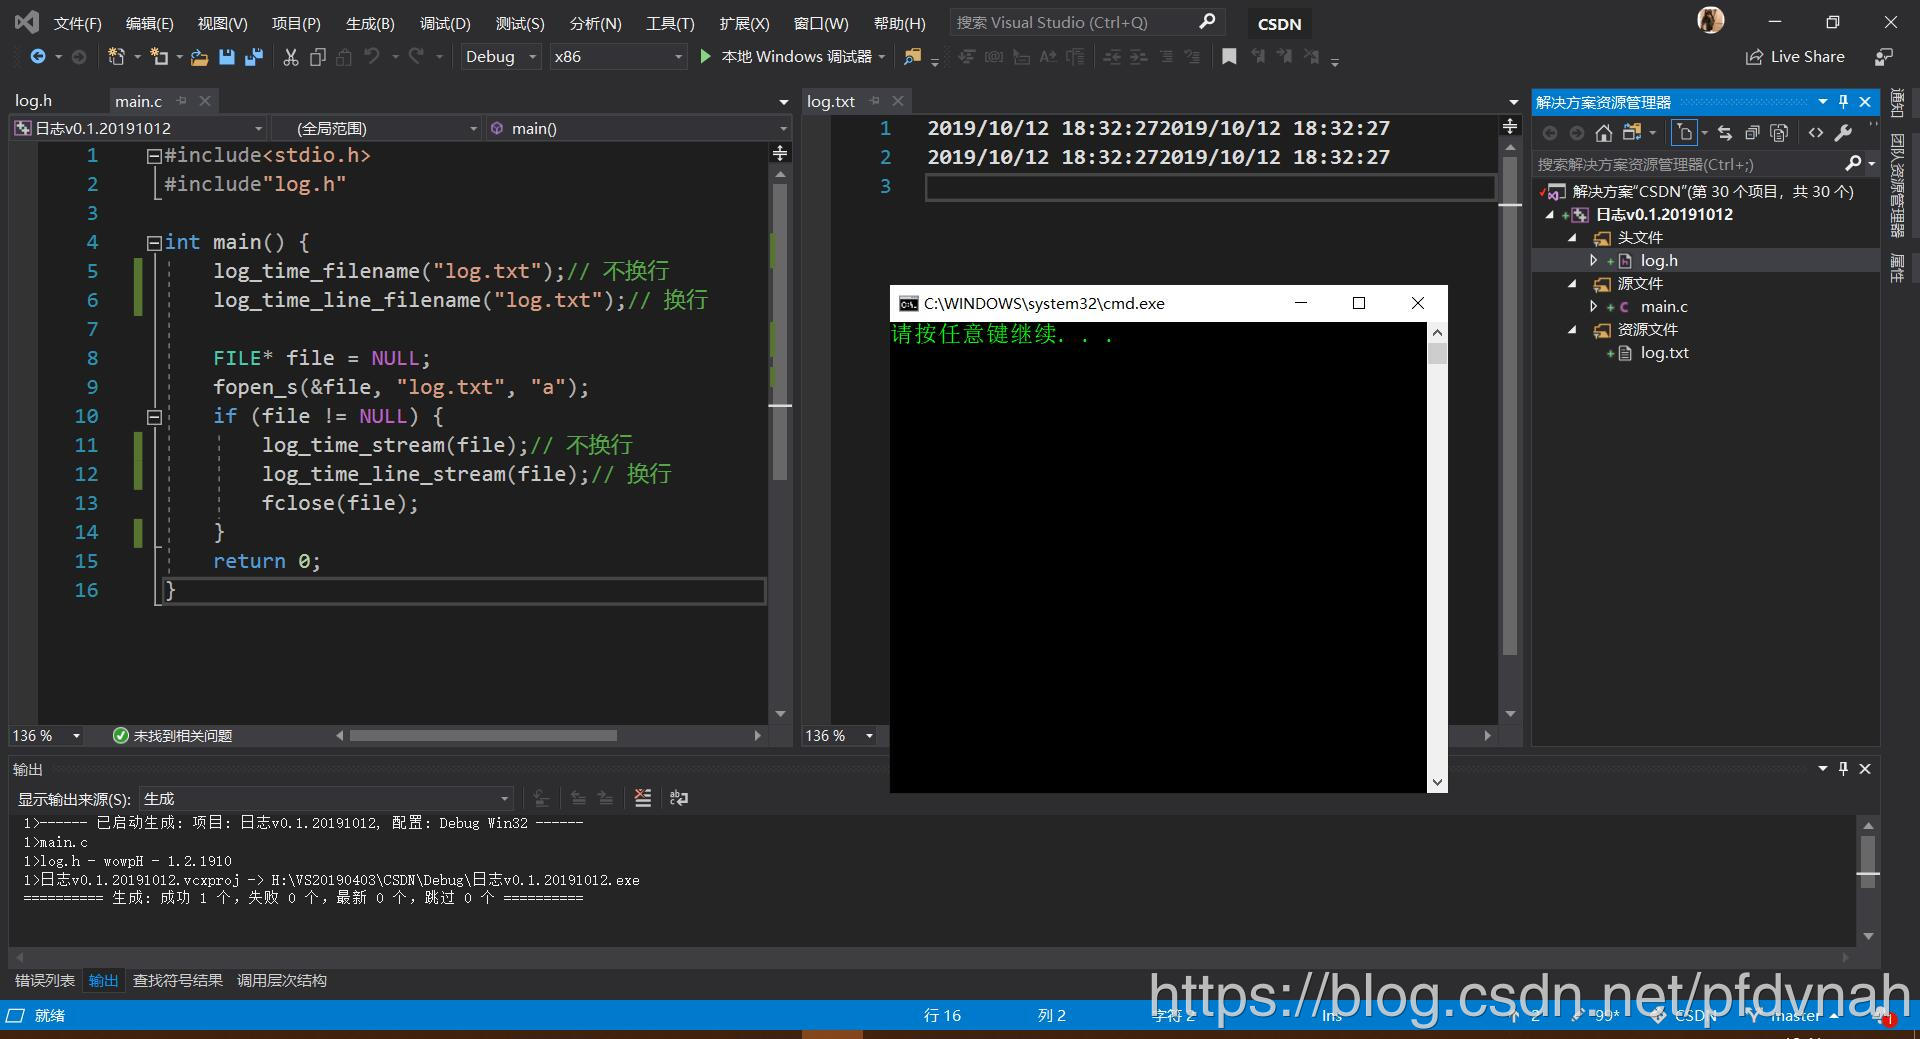 文件(F) 编辑(E) 视图(V) 项目(P) 生成(B) 调试(D) 测试(S) 分析(N) 工具(T) 扩展(X) 窗口(W) 帮助(H) 搜索 Visual Studio (Ctrl+Q) CSDN
Debug x86 本地 Windows 调试器 Live Share
log.h main.c
日志v0.1.20191012 (全局范围) main()
1 #include<stdio.h>
2 #include"log.h"
3
4 int main() {
5 log_time_filename("log.txt");// 不换行
6 log_time_line_filename("log.txt");// 换行
7
8 FILE* file = NULL;
9 fopen_s(&file, "log.txt", "a");
10 if (file != NULL) {
11 log_time_stream(file);// 不换行
12 log_time_line_stream(file);// 换行
13 fclose(file);
14 }
15 return 0;
16 }
136 % 未找到相关问题
log.txt
1 2019/10/12 18:32:272019/10/12 18:32:27
2 2019/10/12 18:32:272019/10/12 18:32:27
3
136 %
C:\WINDOWS\system32\cmd.exe
请按任意键继续. . .
解决方案资源管理器
搜索解决方案资源管理器(Ctrl+;)
解决方案"CSDN"(第 30 个项目，共 30 个)
日志v0.1.20191012
头文件
log.h
源文件
main.c
资源文件
log.txt
通知
团队资源管理器
属性
输出
显示输出来源(S): 生成
1>------ 已启动生成: 项目: 日志v0.1.20191012, 配置: Debug Win32 ------
1>main.c
1>log.h - wowpH - 1.2.1910
1>日志v0.1.20191012.vcxproj -> H:\VS20190403\CSDN\Debug\日志v0.1.20191012.exe
========== 生成: 成功 1 个，失败 0 个，最新 0 个，跳过 0 个 ==========
错误列表 输出 查找符号结果 调用层次结构
就绪 行 16 列 2 字符 2 Ins 2 99* CSDN master 1
https://blog.csdn.net/pfdvnah